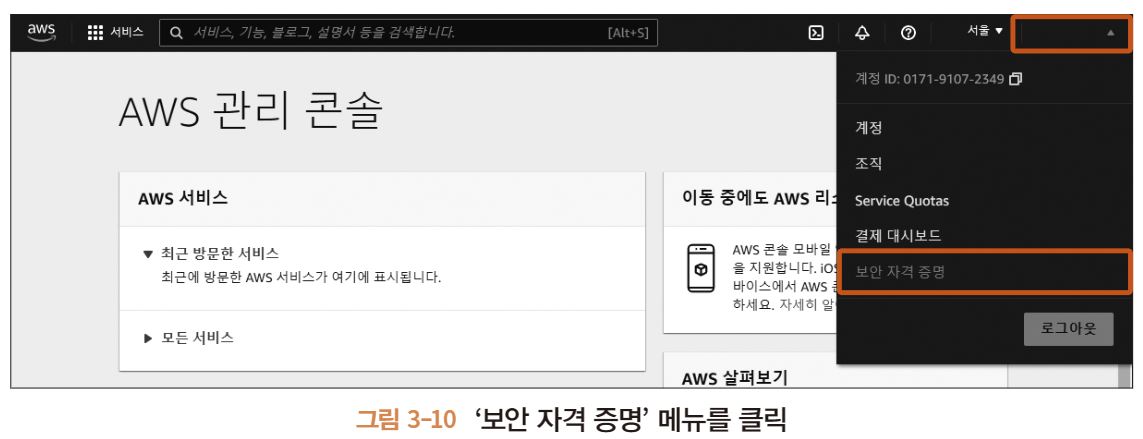 aws
서비스
서비스, 기능, 블로그, 설명서 등을 검색합니다.
[Alt+S]
서울 ▼
계정 ID: 0171-9107-2349
계정
조직
Service Quotas
결제 대시보드
보안 자격 증명
로그아웃
AWS 관리 콘솔
AWS 서비스
▼ 최근 방문한 서비스
최근에 방문한 AWS 서비스가 여기에 표시됩니다.
▶ 모든 서비스
이동 중에도 AWS 리
AWS 콘솔 모바일
을 지원합니다. iOS
바이스에서 AWS
하세요. 자세히 알
AWS 살펴보기
그림 3-10 ‘보안 자격 증명’ 메뉴를 클릭